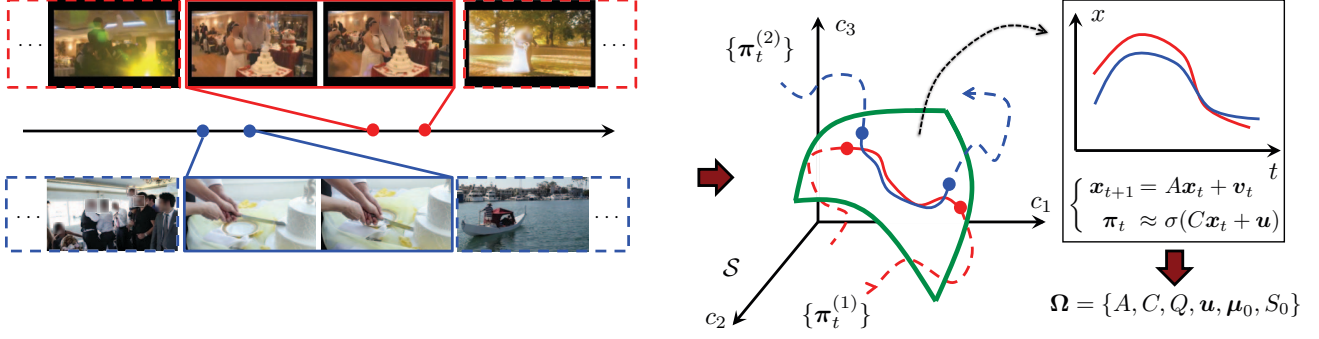 ...
...
...
...
{π_t^{(2)}}
c_3
c_1
S
c_2
{π_t^{(1)}}
x
t
x_{t+1} = Ax_t + v_t
π_t ≈ σ(Cx_t + u)
Ω = {A, C, Q, u, μ_0, S_0}